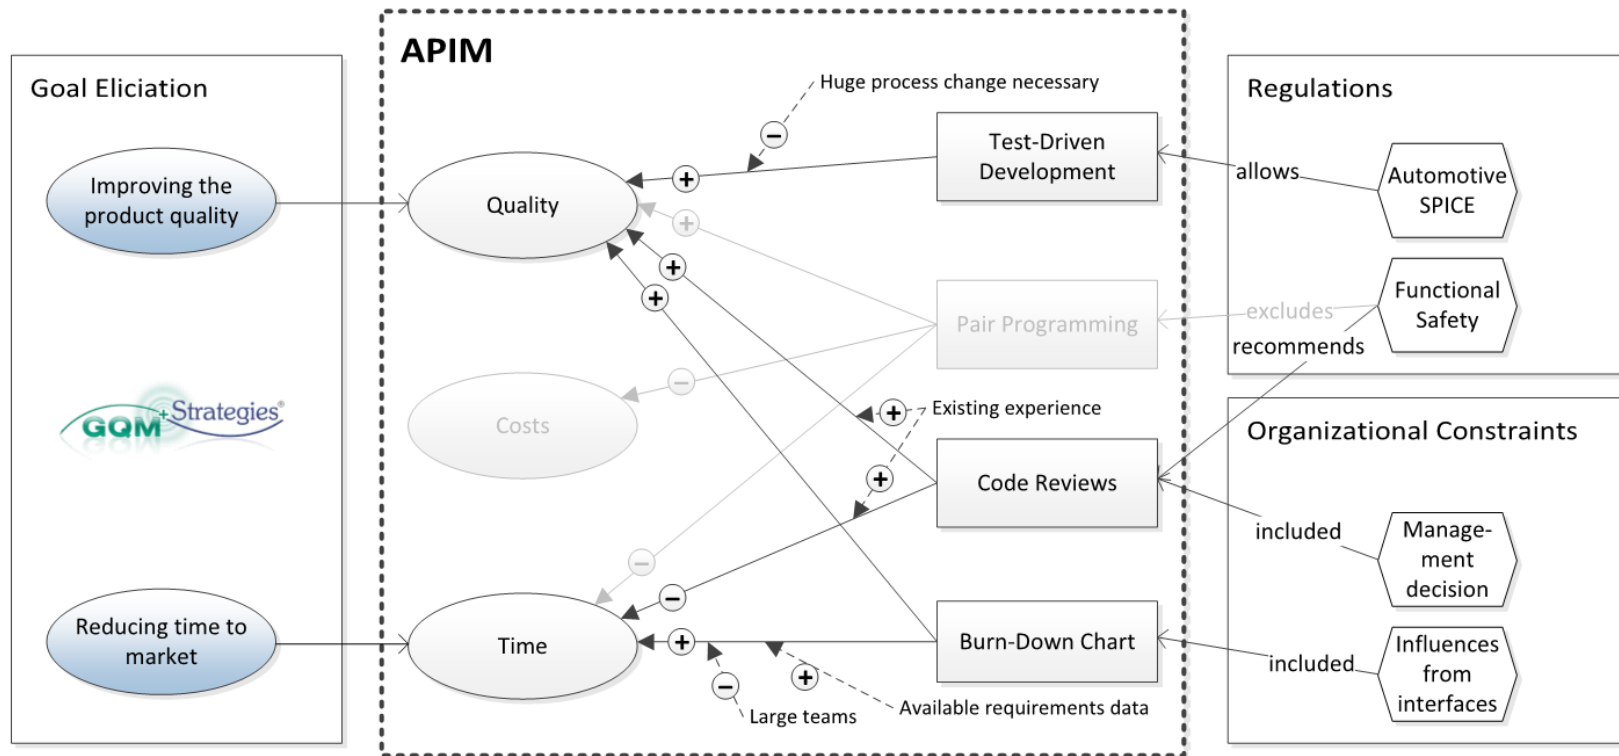 Goal Eliciation
Improving the
product quality
GQM+Strategies®
Reducing time to
market
APIM
Quality
Costs
Time
Huge process change necessary
−
+
+
+
+
−
−
−
+
−
+
+
+
Existing experience
Large teams
Available requirements data
Test-Driven
Development
Pair Programming
Code Reviews
Burn-Down Chart
Regulations
allows
Automotive
SPICE
excludes
recommends
Functional
Safety
Organizational Constraints
included
Manage-
ment
decision
included
Influences
from
interfaces